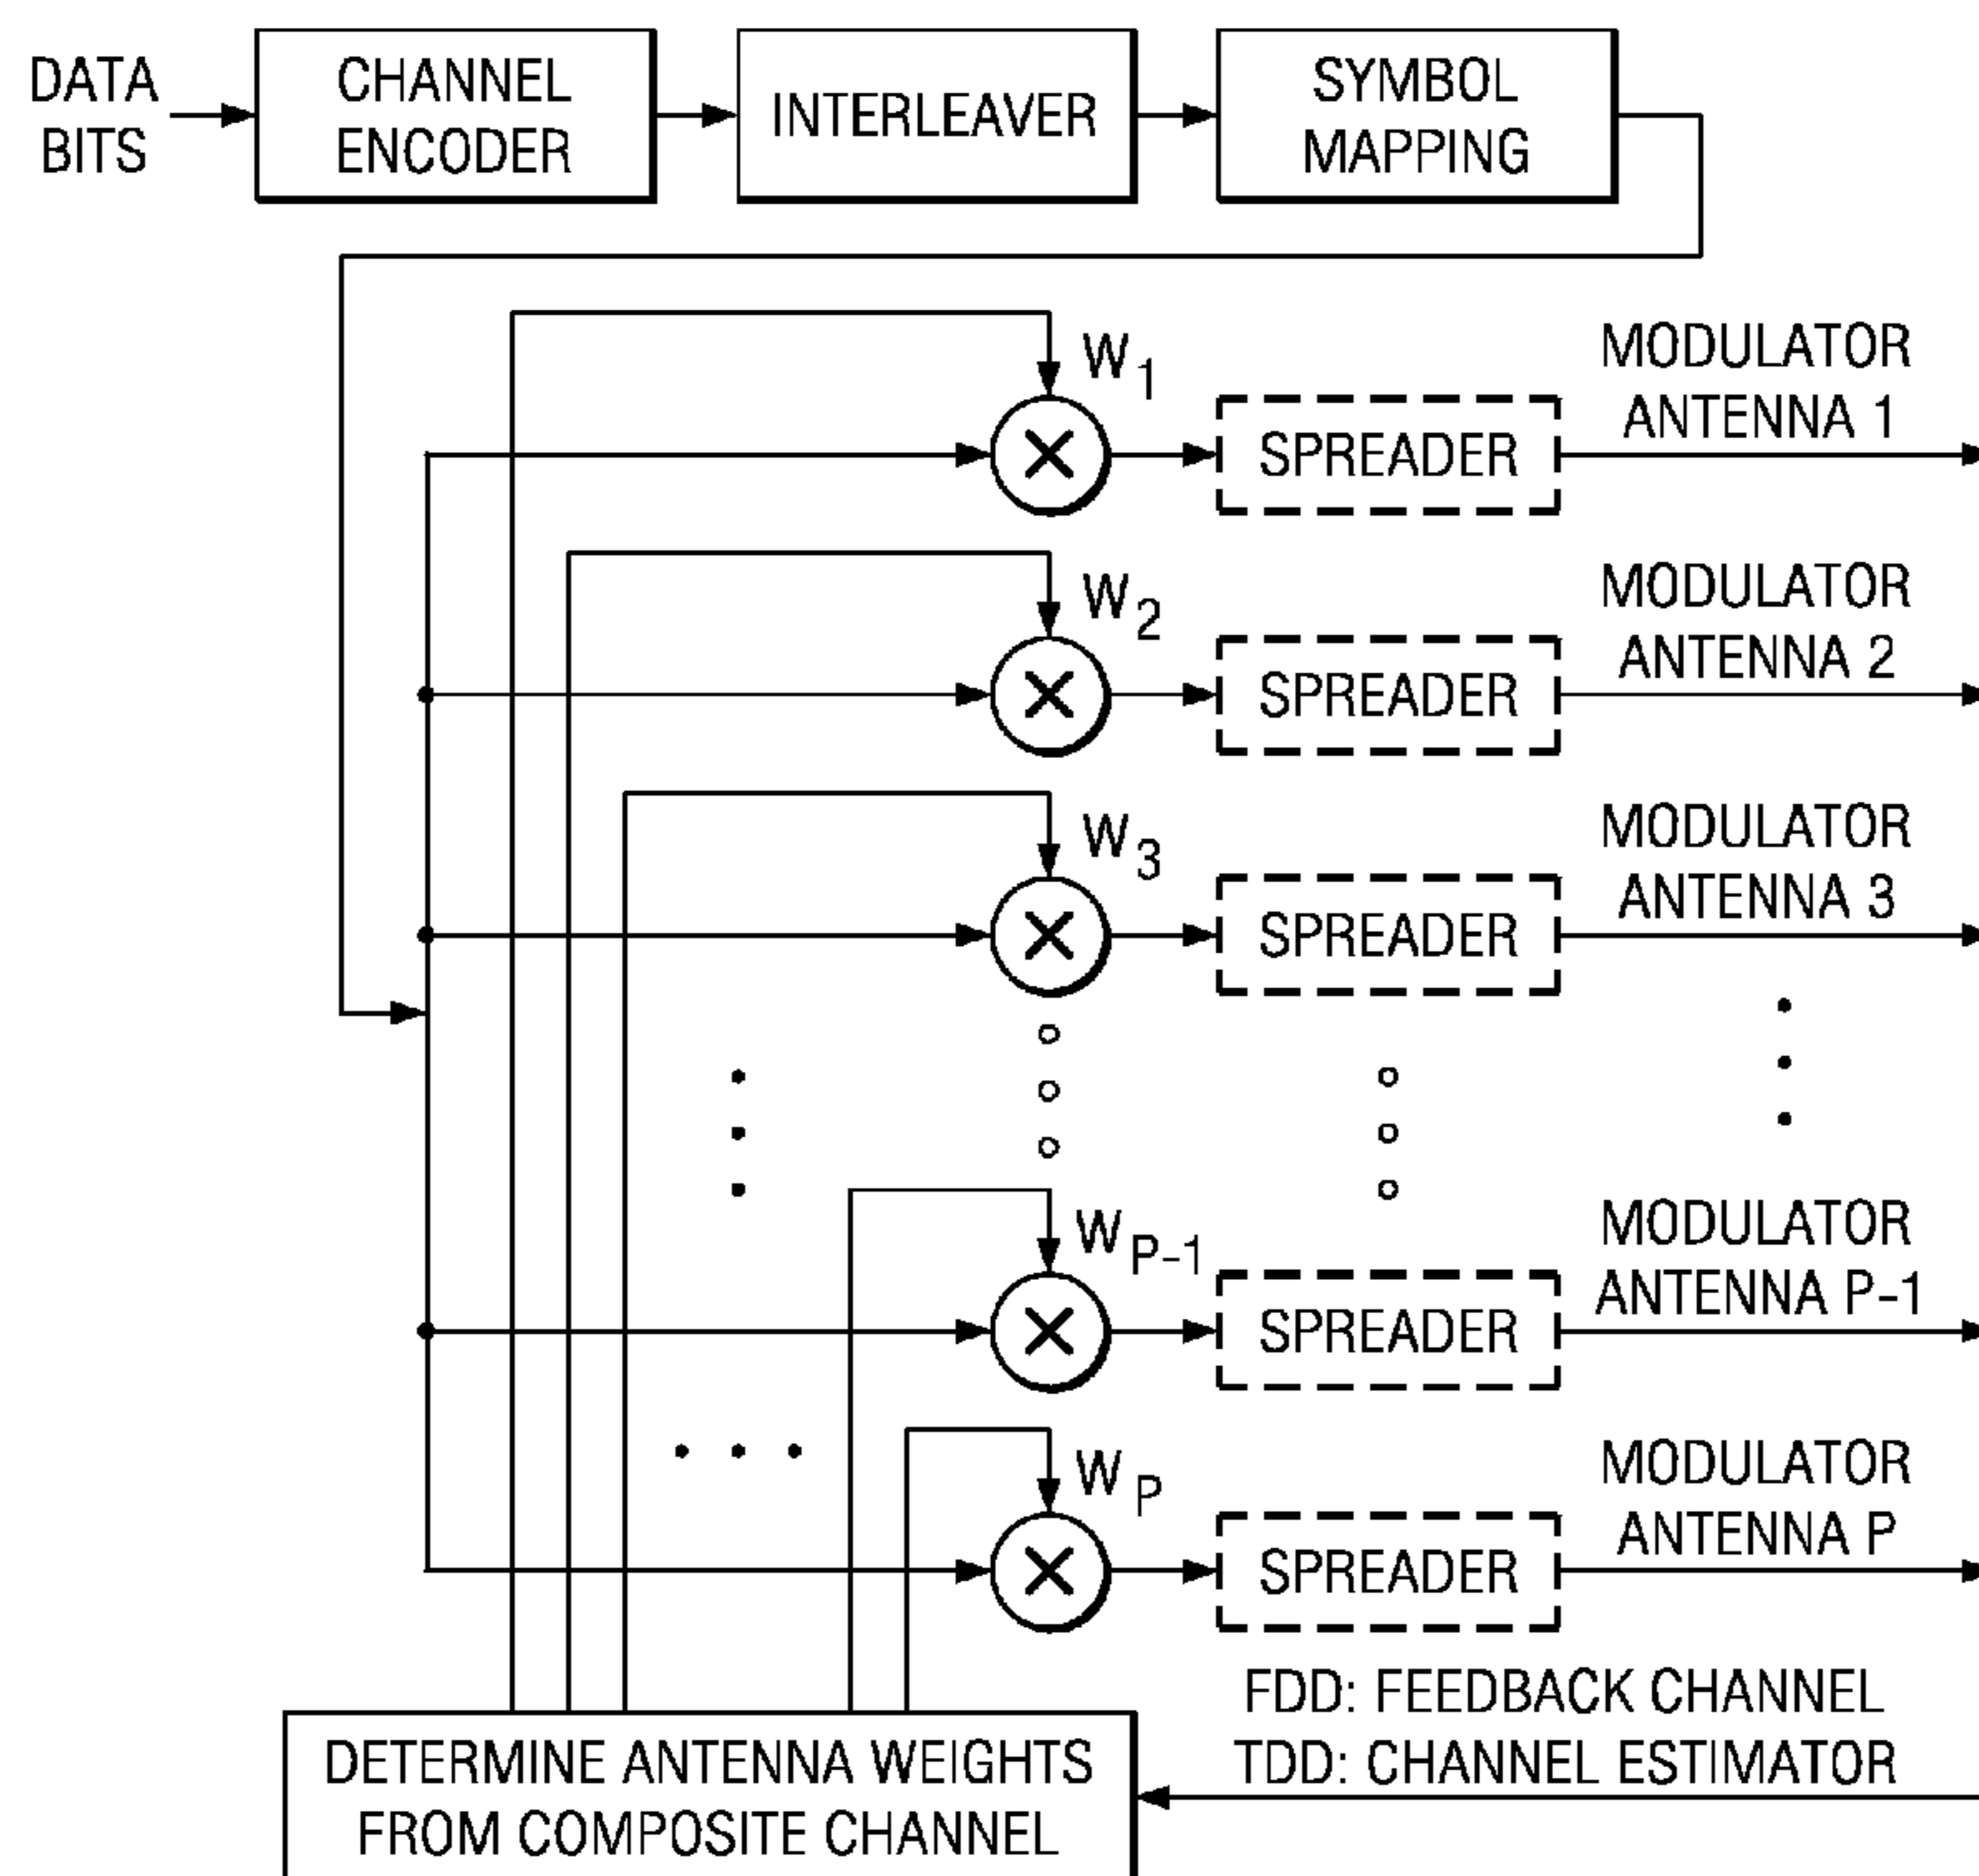 DATA
BITS
CHANNEL
ENCODER
INTERLEAVER
SYMBOL
MAPPING
W1
SPREADER
MODULATOR
ANTENNA 1
W2
SPREADER
MODULATOR
ANTENNA 2
W3
SPREADER
MODULATOR
ANTENNA 3
WP-1
SPREADER
MODULATOR
ANTENNA P-1
WP
SPREADER
MODULATOR
ANTENNA P
DETERMINE ANTENNA WEIGHTS
FROM COMPOSITE CHANNEL
FDD: FEEDBACK CHANNEL
TDD: CHANNEL ESTIMATOR